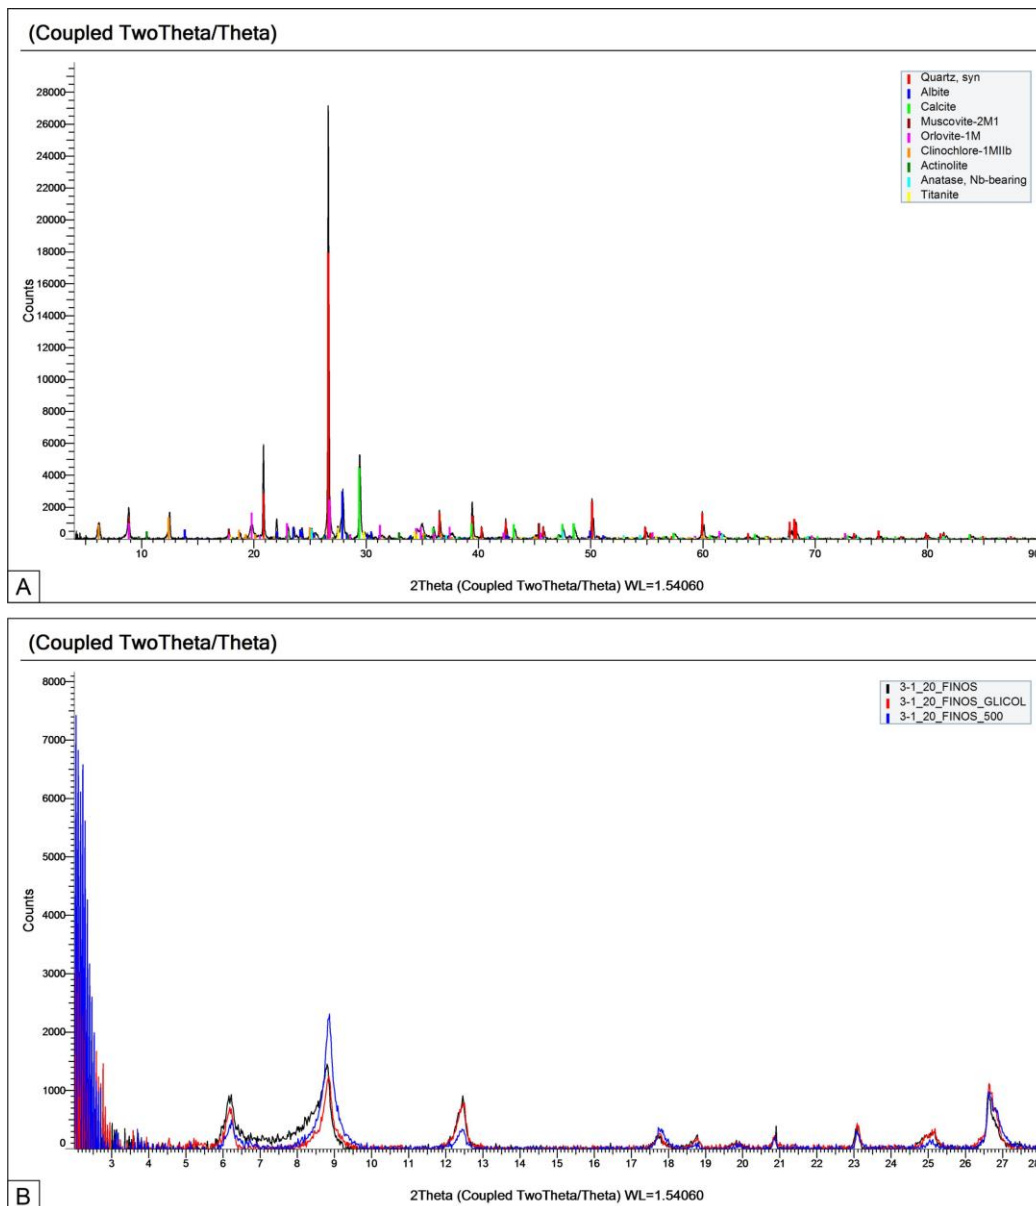 (Coupled TwoTheta/Theta)
28000
26000
24000
22000
20000
18000
16000
14000
12000
10000
8000
6000
4000
2000
0
Counts
Quartz, syn
Albite
Calcite
Muscovite-2M1
Orlovite-1M
Clinochlore-1MIIb
Actinolite
Anatase, Nb-bearing
Titanite
10 20 30 40 50 60 70 80 90
2Theta (Coupled TwoTheta/Theta) WL=1.54060
A
(Coupled TwoTheta/Theta)
8000
7000
6000
5000
4000
3000
2000
1000
0
Counts
3-1_20_FINOS
3-1_20_FINOS_GLICOL
3-1_20_FINOS_500
3 4 5 6 7 8 9 10 11 12 13 14 15 16 17 18 19 20 21 22 23 24 25 26 27 28
2Theta (Coupled TwoTheta/Theta) WL=1.54060
B